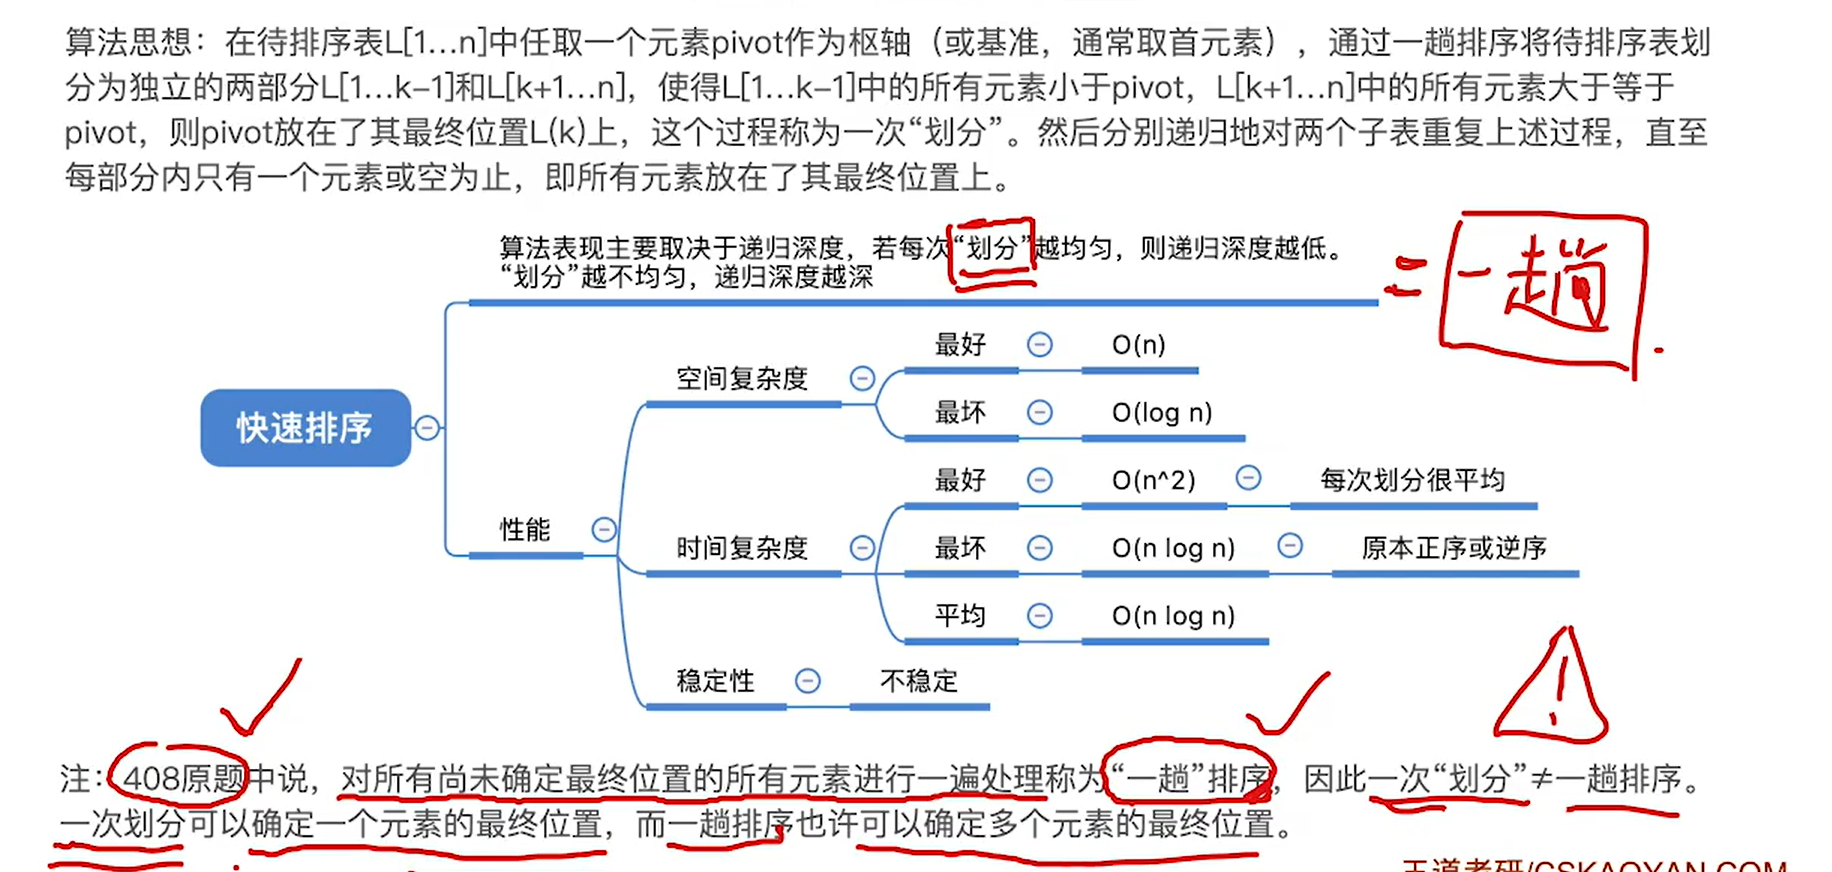 算法思想：在待排序表L[1…n]中任取一个元素pivot作为枢轴（或基准，通常取首元素），通过一趟排序将待排序表划
分为独立的两部分L[1…k-1]和L[k+1…n]，使得L[1…k-1]中的所有元素小于pivot，L[k+1…n]中的所有元素大于等于
pivot，则pivot放在了其最终位置L(k)上，这个过程称为一次“划分”。然后分别递归地对两个子表重复上述过程，直至
每部分内只有一个元素或空为止，即所有元素放在了其最终位置上。
算法表现主要取决于递归深度，若每次“划分”越均匀，则递归深度越低。
“划分”越不均匀，递归深度越深
= 一趟
快速排序
性能
空间复杂度
最好 O(n)
最坏 O(log n)
时间复杂度
最好 O(n^2) 每次划分很平均
最坏 O(n log n) 原本正序或逆序
平均 O(n log n)
稳定性 不稳定
!
注：408原题中说，对所有尚未确定最终位置的所有元素进行一遍处理称为“一趟”排序，因此一次“划分”≠一趟排序。
一次划分可以确定一个元素的最终位置，而一趟排序也许可以确定多个元素的最终位置。
王道考研/CSKAOYAN.COM